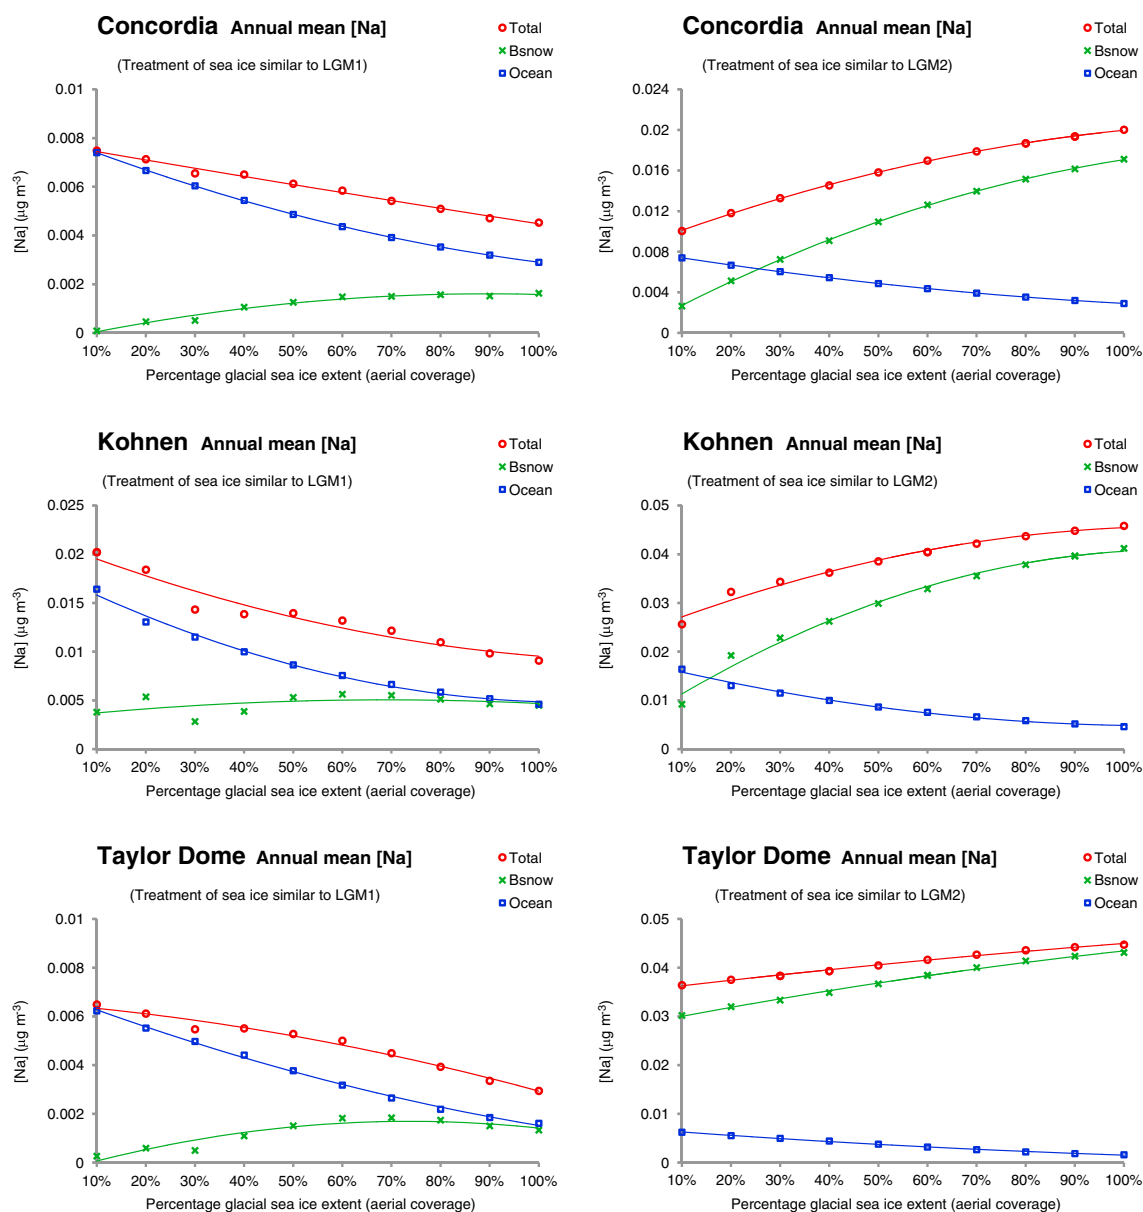 Concordia Annual mean [Na]
(Treatment of sea ice similar to LGM1)
Total
Bsnow
Ocean
0.01
0.008
0.006
0.004
0.002
0
[Na] (μg m-3)
10% 20% 30% 40% 50% 60% 70% 80% 90% 100%
Percentage glacial sea ice extent (aerial coverage)
Concordia Annual mean [Na]
(Treatment of sea ice similar to LGM2)
Total
Bsnow
Ocean
0.024
0.02
0.016
0.012
0.008
0.004
0
[Na] (μg m-3)
10% 20% 30% 40% 50% 60% 70% 80% 90% 100%
Percentage glacial sea ice extent (aerial coverage)
Kohnen Annual mean [Na]
(Treatment of sea ice similar to LGM1)
Total
Bsnow
Ocean
0.025
0.02
0.015
0.01
0.005
0
[Na] (μg m-3)
10% 20% 30% 40% 50% 60% 70% 80% 90% 100%
Percentage glacial sea ice extent (aerial coverage)
Kohnen Annual mean [Na]
(Treatment of sea ice similar to LGM2)
Total
Bsnow
Ocean
0.05
0.04
0.03
0.02
0.01
0
[Na] (μg m-3)
10% 20% 30% 40% 50% 60% 70% 80% 90% 100%
Percentage glacial sea ice extent (aerial coverage)
Taylor Dome Annual mean [Na]
(Treatment of sea ice similar to LGM1)
Total
Bsnow
Ocean
0.01
0.008
0.006
0.004
0.002
0
[Na] (μg m-3)
10% 20% 30% 40% 50% 60% 70% 80% 90% 100%
Percentage glacial sea ice extent (aerial coverage)
Taylor Dome Annual mean [Na]
(Treatment of sea ice similar to LGM2)
Total
Bsnow
Ocean
0.05
0.04
0.03
0.02
0.01
0
[Na] (μg m-3)
10% 20% 30% 40% 50% 60% 70% 80% 90% 100%
Percentage glacial sea ice extent (aerial coverage)